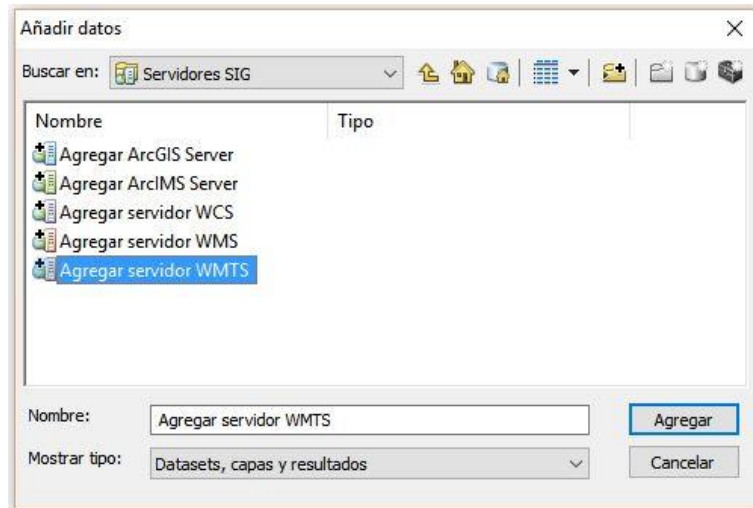 Añadir datos
Buscar en: Servidores SIG
Nombre Tipo
Agregar ArcGIS Server
Agregar ArcIMS Server
Agregar servidor WCS
Agregar servidor WMS
Agregar servidor WMTS
Nombre: Agregar servidor WMTS Agregar
Mostrar tipo: Datasets, capas y resultados Cancelar